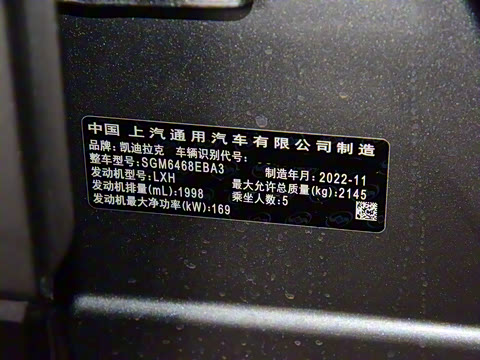 中国 上汽通用汽车有限公司制造
品牌:凯迪拉克 车辆识别代号:
整车型号:SGM6468EBA3 制造年月:2022-11
发动机型号:LXH 最大允许总质量(kg):2145
发动机排量(mL):1998 乘坐人数:5
发动机最大净功率(kW):169